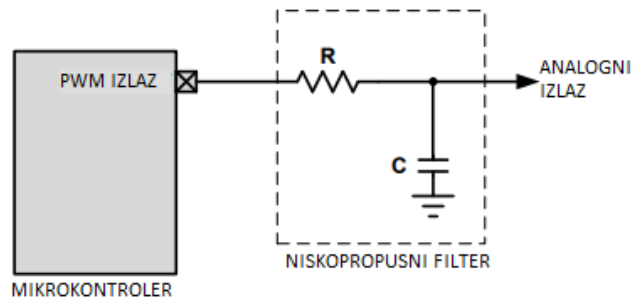 PWM IZLAZ
R
ANALOGNI
IZLAZ
C
NISKOPROPUSNI FILTER
MIKROKONTROLER